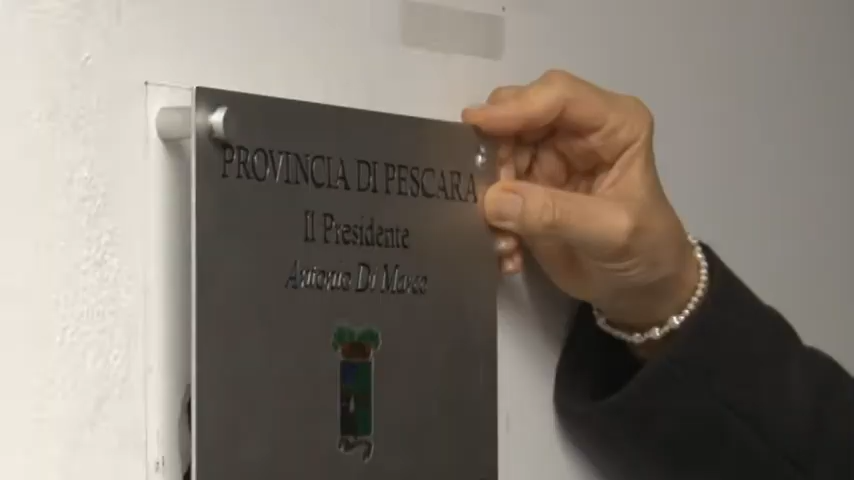 PROVINCIA DI PESCARA
Il Presidente
Antonio Di Marco